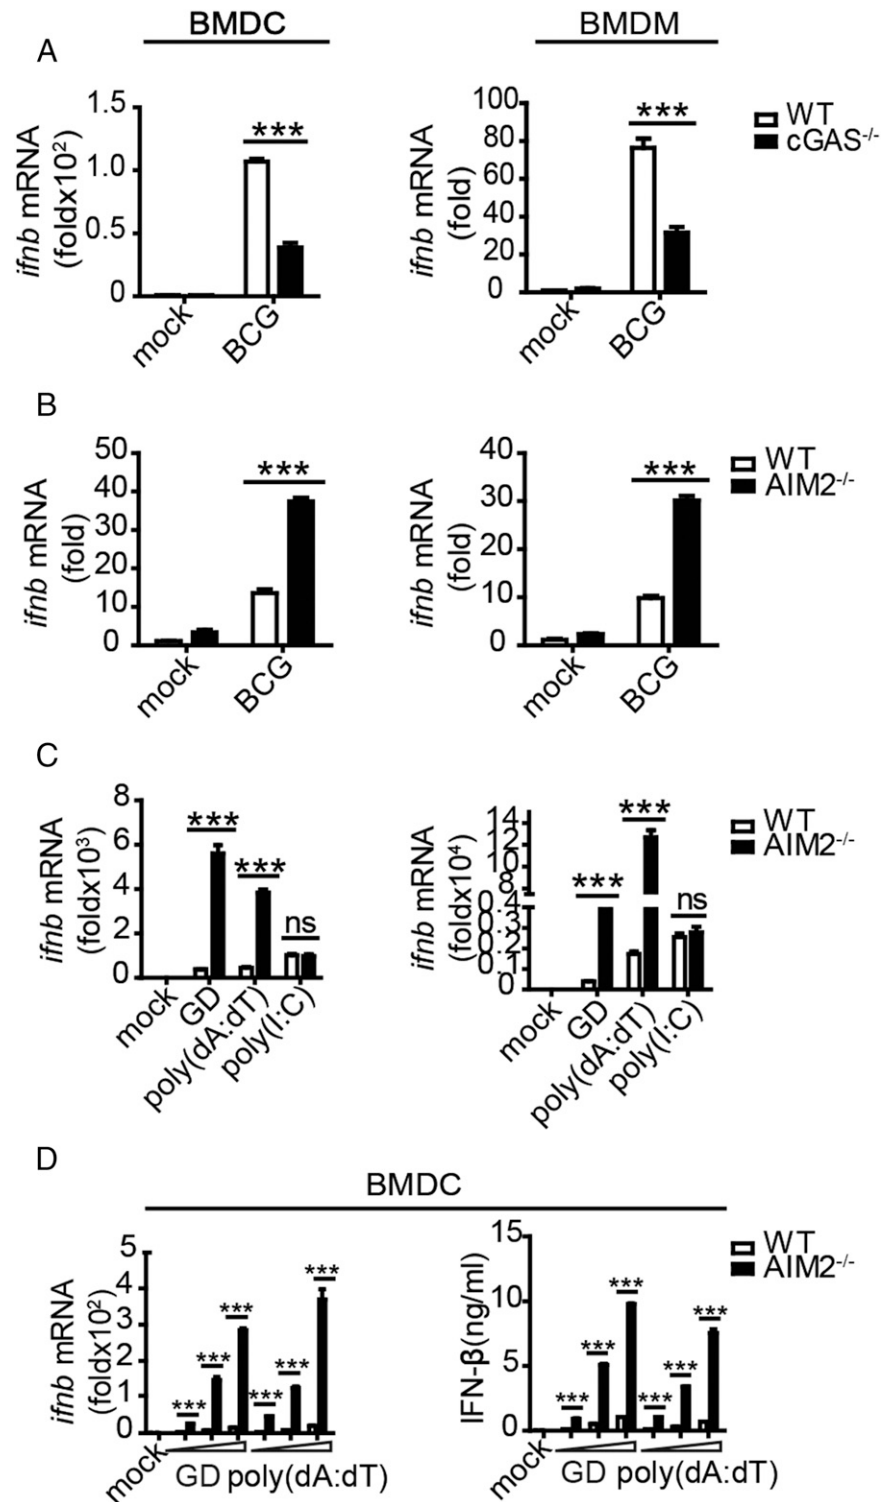 BMDC BMDM
A
ifnb mRNA
(foldx10²)
1.5
1.0
0.5
0
***
mock
BCG
ifnb mRNA
(fold)
100
80
60
40
20
0
***
mock
BCG
WT
cGAS-/-
B
ifnb mRNA
(fold)
50
40
30
20
10
0
***
mock
BCG
ifnb mRNA
(fold)
40
30
20
10
0
***
mock
BCG
WT
AIM2-/-
C
ifnb mRNA
(foldx10³)
8
6
4
2
0
***
***
ns
mock
GD
poly(dA:dT)
poly(I:C)
ifnb mRNA
(foldx10⁴)
14
12
10
8
0.4
0.3
0.2
0.1
0
***
***
ns
mock
GD
poly(dA:dT)
poly(I:C)
WT
AIM2-/-
D
BMDC
ifnb mRNA
(foldx10²)
5
4
3
2
1
0
***
***
***
***
***
***
mock
GD poly(dA:dT)
IFN-β(ng/ml)
15
10
5
0
***
***
***
***
***
***
mock
GD poly(dA:dT)
WT
AIM2-/-